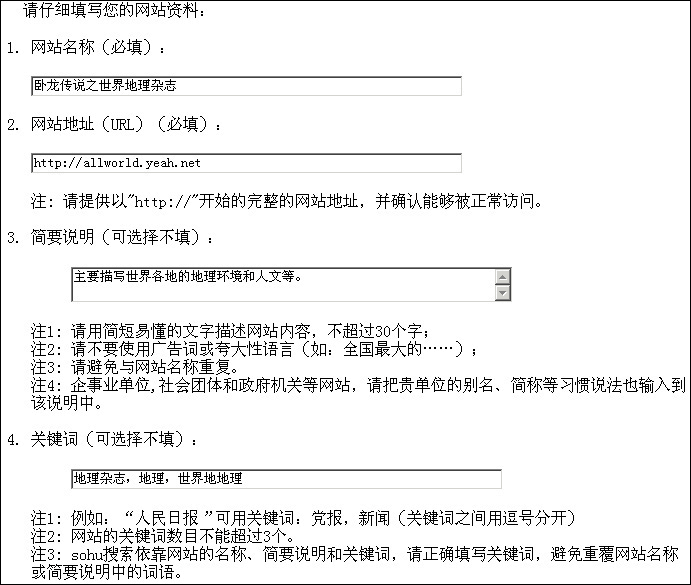 请仔细填写您的网站资料：
1. 网站名称（必填）：
卧龙传说之世界地理杂志
2. 网站地址（URL）（必填）：
http://allworld.yeah.net
注: 请提供以"http://"开始的完整的网站地址，并确认能够被正常访问。
3. 简要说明（可选择不填）：
主要描写世界各地的地理环境和人文等。
注1: 请用简短易懂的文字描述网站内容，不超过30个字；
注2: 请不要使用广告词或夸大性语言（如：全国最大的……）；
注3: 请避免与网站名称重复。
注4: 企事业单位,社会团体和政府机关等网站，请把贵单位的别名、简称等习惯说法也输入到
该说明中。
4. 关键词（可选择不填）：
地理杂志，地理，世界地地理
注1: 例如：“人民日报 ”可用关键词：党报，新闻（关键词之间用逗号分开）
注2: 网站的关键词数目不能超过3个。
注3: sohu搜索依靠网站的名称、简要说明和关键词，请正确填写关键词，避免重覆网站名称
或简要说明中的词语。